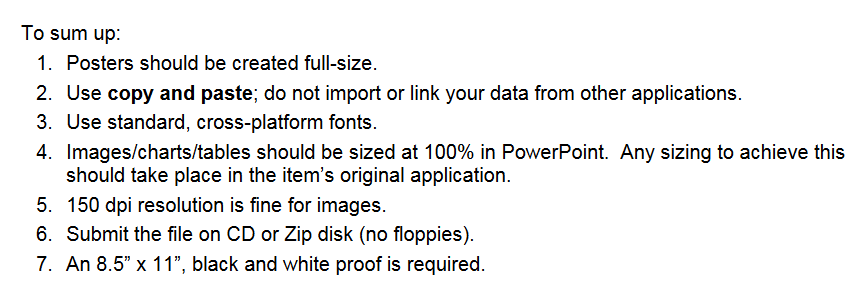 To sum up:
1. Posters should be created full-size.
2. Use copy and paste; do not import or link your data from other applications.
3. Use standard, cross-platform fonts.
4. Images/charts/tables should be sized at 100% in PowerPoint.  Any sizing to achieve this
should take place in the item’s original application.
5. 150 dpi resolution is fine for images.
6. Submit the file on CD or Zip disk (no floppies).
7. An 8.5” x 11”, black and white proof is required.